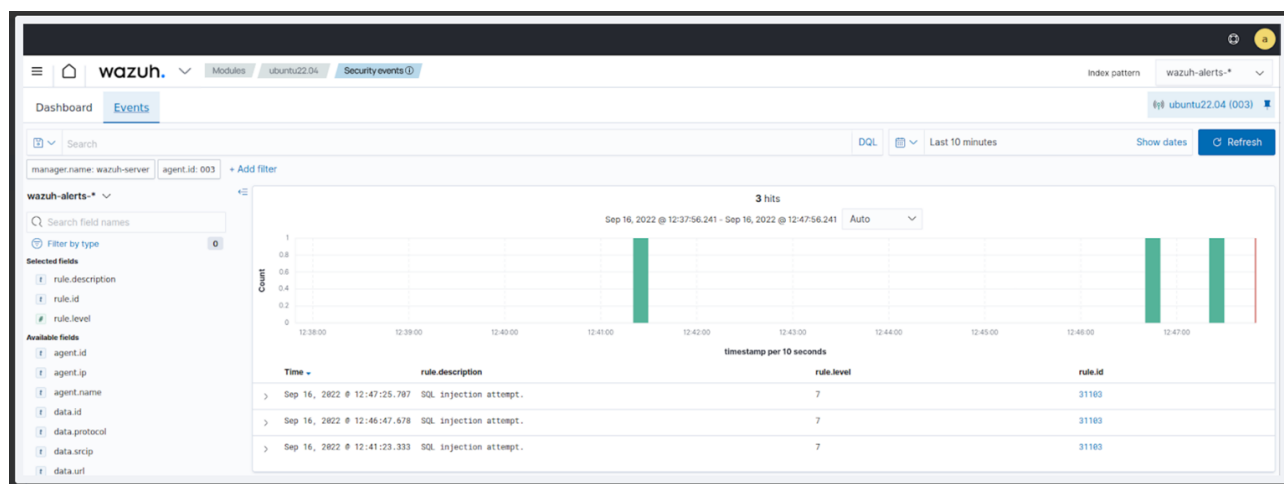 a
wazuh. Modules ubuntu22.04 Security events Index pattern wazuh-alerts-*
Dashboard Events ubuntu22.04 (003)
Search DQL Last 10 minutes Show dates Refresh
manager.name: wazuh-server agent.id: 003 + Add filter
wazuh-alerts-*
Search field names
Filter by type 0
Selected fields
t rule.description
t rule.id
# rule.level
Available fields
t agent.id
t agent.ip
t agent.name
t data.id
t data.protocol
t data.srcip
t data.url
3 hits
Sep 16, 2022 @ 12:37:56.241 - Sep 16, 2022 @ 12:47:56.241 Auto
Count
1
0.8
0.6
0.4
0.2
0
12:38:00 12:39:00 12:40:00 12:41:00 12:42:00 12:43:00 12:44:00 12:45:00 12:46:00 12:47:00
timestamp per 10 seconds
Time rule.description rule.level rule.id
Sep 16, 2022 @ 12:47:25.707 SQL injection attempt. 7 31103
Sep 16, 2022 @ 12:46:47.678 SQL injection attempt. 7 31103
Sep 16, 2022 @ 12:41:23.333 SQL injection attempt. 7 31103